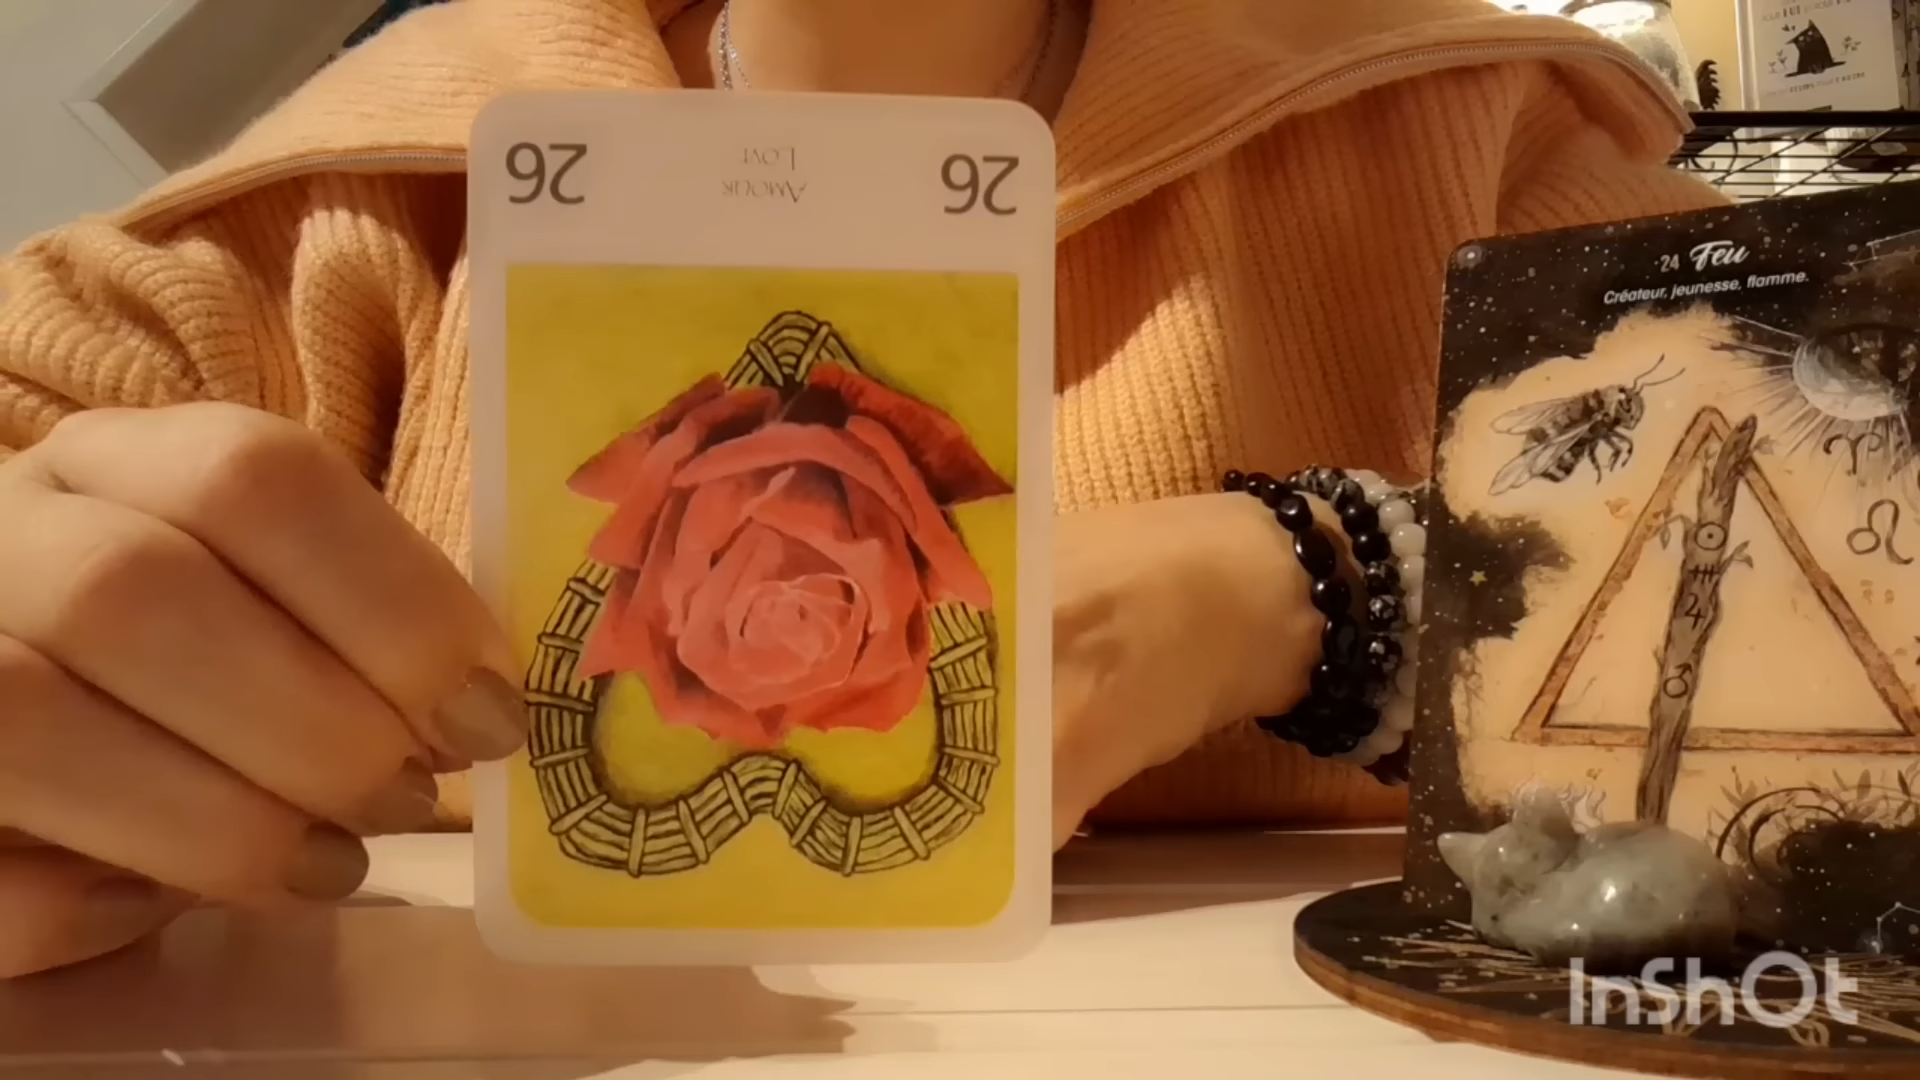 26
AMOUR
LOVE
26
24 Feu
Créateur, jeunesse, flamme.
InShOt